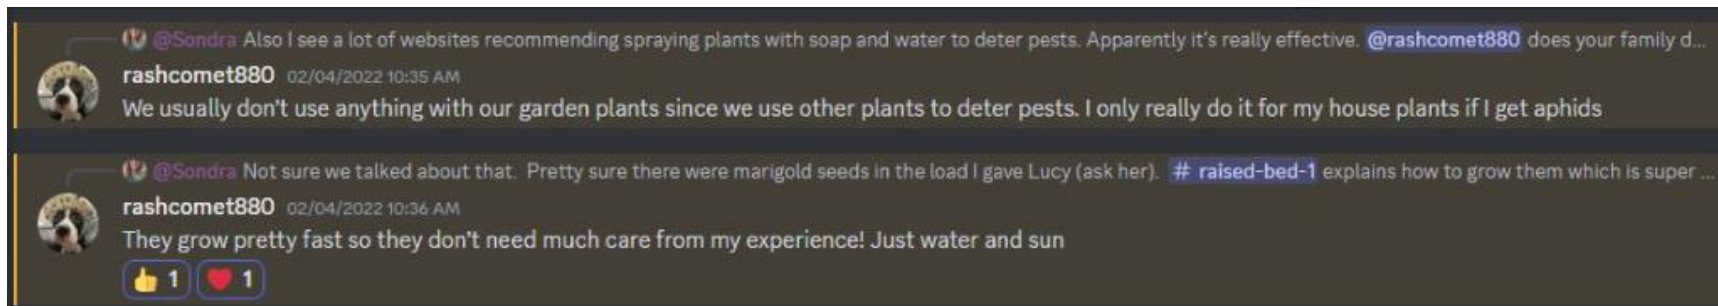 @Sondra Also I see a lot of websites recommending spraying plants with soap and water to deter pests. Apparently it's really effective. @rashcomet880 does your family d...
rashcomet880 02/04/2022 10:35 AM
We usually don't use anything with our garden plants since we use other plants to deter pests. I only really do it for my house plants if I get aphids
@Sondra Not sure we talked about that. Pretty sure there were marigold seeds in the load I gave Lucy (ask her). # raised-bed-1 explains how to grow them which is super ...
rashcomet880 02/04/2022 10:36 AM
They grow pretty fast so they don't need much care from my experience! Just water and sun
👍 1 ❤️ 1